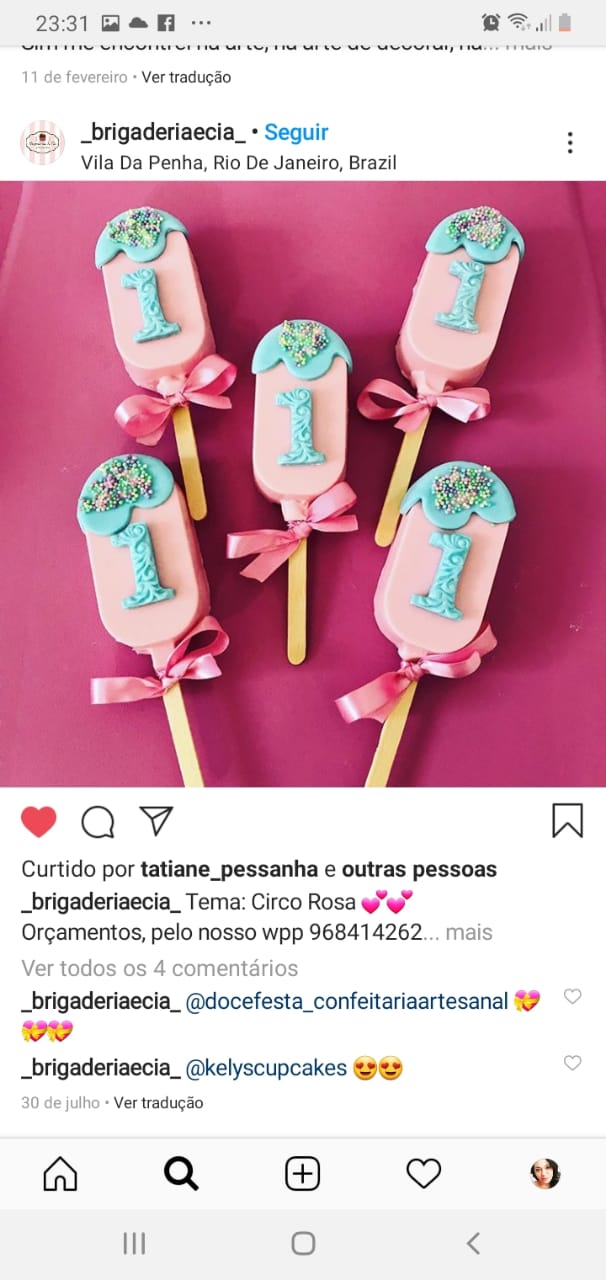 23:31
11 de fevereiro • Ver tradução
_brigaderiaecia_ • Seguir
Vila Da Penha, Rio De Janeiro, Brazil
1
1
1
1
1
Curtido por tatiane_pessanha e outras pessoas
_brigaderiaecia_ Tema: Circo Rosa 💕💕
Orçamentos, pelo nosso wpp 968414262... mais
Ver todos os 4 comentários
_brigaderiaecia_ @docefesta_confeitariaartesanal 💝
💝💝
_brigaderiaecia_ @kelyscupcakes 😍😍
30 de julho • Ver tradução